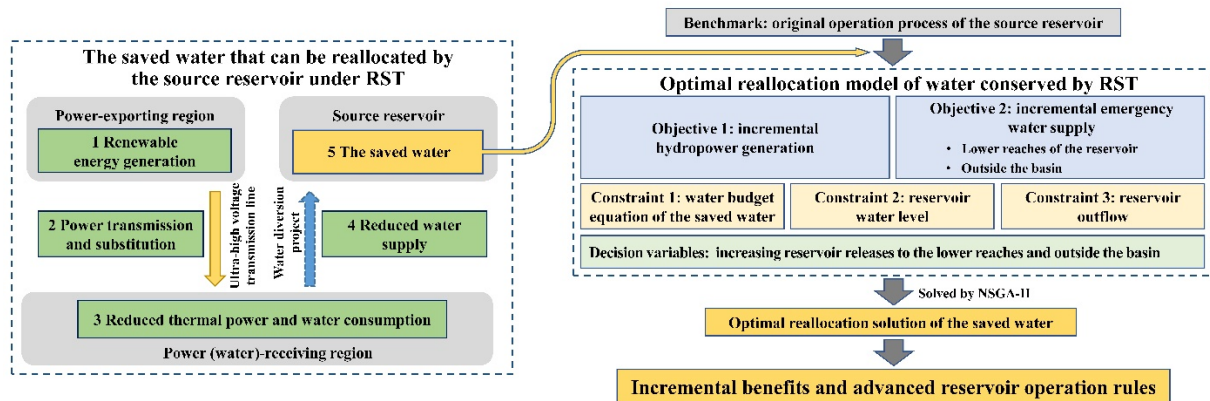 The saved water that can be reallocated by
the source reservoir under RST
Power-exporting region
1 Renewable
energy generation
Source reservoir
5 The saved water
2 Power transmission
and substitution
Ultra-high voltage
transmission line
Water diversion
project
4 Reduced water
supply
3 Reduced thermal power and water consumption
Power (water)-receiving region
Benchmark: original operation process of the source reservoir
Optimal reallocation model of water conserved by RST
Objective 1: incremental
hydropower generation
Objective 2: incremental emergency
water supply
• Lower reaches of the reservoir
• Outside the basin
Constraint 1: water budget
equation of the saved water
Constraint 2: reservoir
water level
Constraint 3: reservoir
outflow
Decision variables: increasing reservoir releases to the lower reaches and outside the basin
Solved by NSGA-II
Optimal reallocation solution of the saved water
Incremental benefits and advanced reservoir operation rules